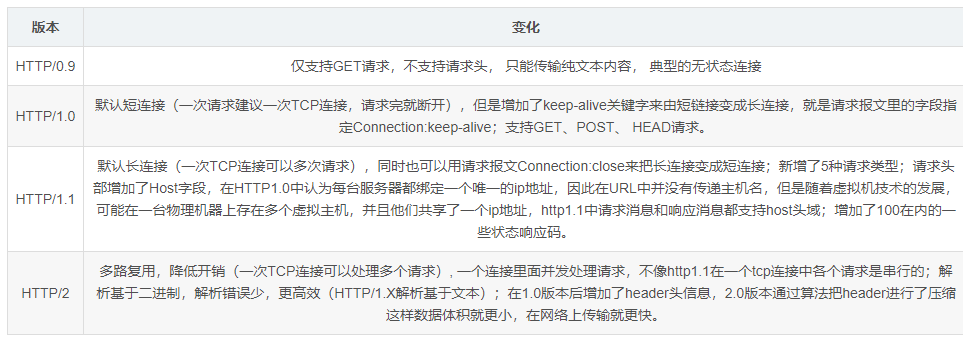 版本
变化
HTTP/0.9
仅支持GET请求，不支持请求头， 只能传输纯文本内容， 典型的无状态连接
HTTP/1.0
默认短连接（一次请求建议一次TCP连接，请求完就断开），但是增加了keep-alive关键字来由短链接变成长连接，就是请求报文里的字段指
定Connection:keep-alive；支持GET、POST、 HEAD请求。
HTTP/1.1
默认长连接（一次TCP连接可以多次请求），同时也可以用请求报文Connection:close来把长连接变成短连接；新增了5种请求类型；请求头
部增加了Host字段，在HTTP1.0中认为每台服务器都绑定一个唯一的ip地址，因此在URL中并没有传递主机名，但是随着虚拟机技术的发展，
可能在一台物理机器上存在多个虚拟主机，并且他们共享了一个ip地址，http1.1中请求消息和响应消息都支持host头域；增加了100在内的一
些状态响应码。
HTTP/2
多路复用，降低开销（一次TCP连接可以处理多个请求）,一个连接里面并发处理请求，不像http1.1在一个tcp连接中各个请求是串行的；解
析基于二进制，解析错误少，更高效（HTTP/1.X解析基于文本）；在1.0版本后增加了header头信息，2.0版本通过算法把header进行了压缩
这样数据体积就更小，在网络上传输就更快。